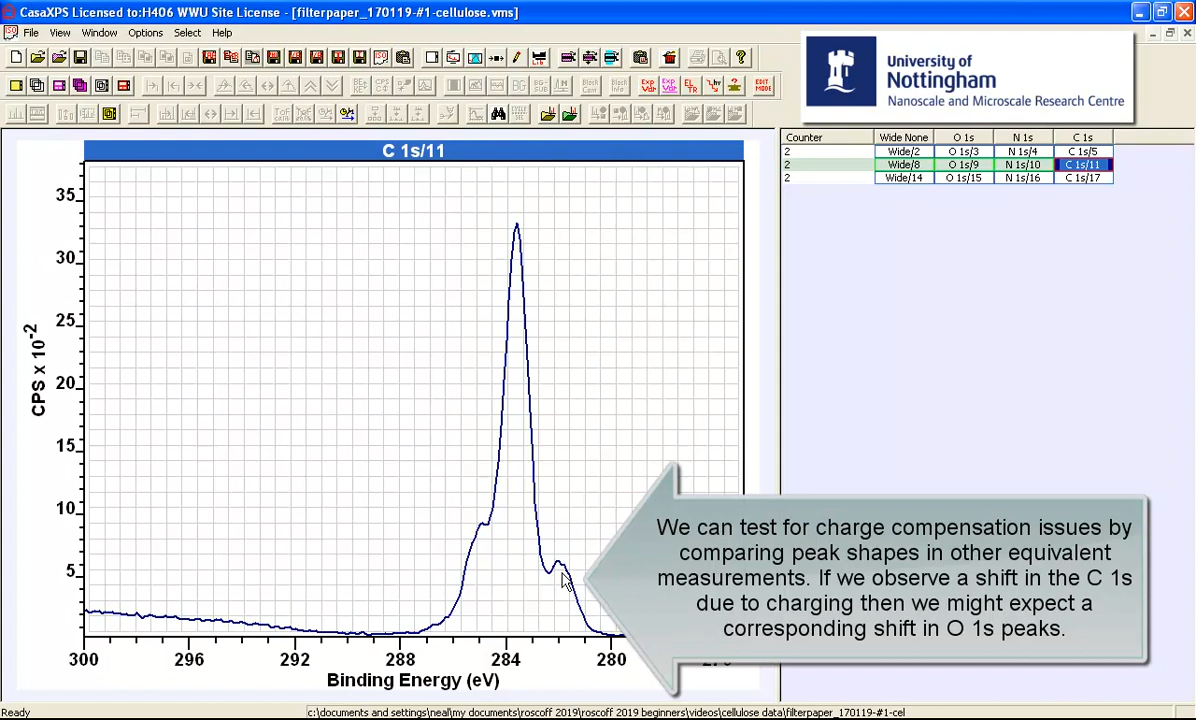 CasaXPS Licensed to:H406 WWU Site License - [filterpaper_170119-#1-cellulose.vms]
File View Window Options Select Help
University of
Nottingham
Nanoscale and Microscale Research Centre
Counter Wide None O 1s N 1s C 1s
2 Wide/2 O 1s/3 N 1s/4 C 1s/5
2 Wide/8 O 1s/9 N 1s/10 C 1s/11
2 Wide/14 O 1s/15 N 1s/16 C 1s/17
C 1s/11
35
30
25
20
15
10
5
CPS x 10-2
300 296 292 288 284 280
Binding Energy (eV)
We can test for charge compensation issues by
comparing peak shapes in other equivalent
measurements. If we observe a shift in the C 1s
due to charging then we might expect a
corresponding shift in O 1s peaks.
Ready c:\documents and settings\neal\my documents\roscoff 2019\roscoff 2019 beginners\videos\cellulose data\filterpaper_170119-#1-cel